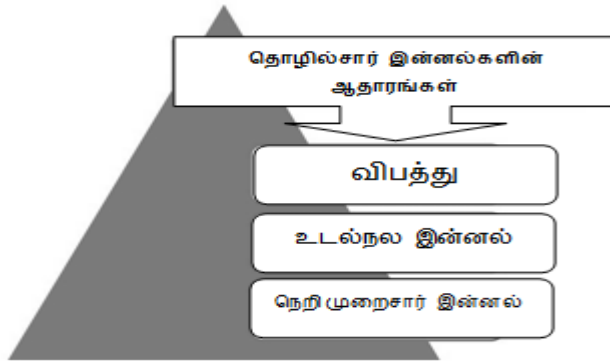 தொழில்சார் இன்னல்களின்
ஆதாரங்கள்
விபத்து
உடல்நல இன்னல்
நெறிமுறைசார் இன்னல்